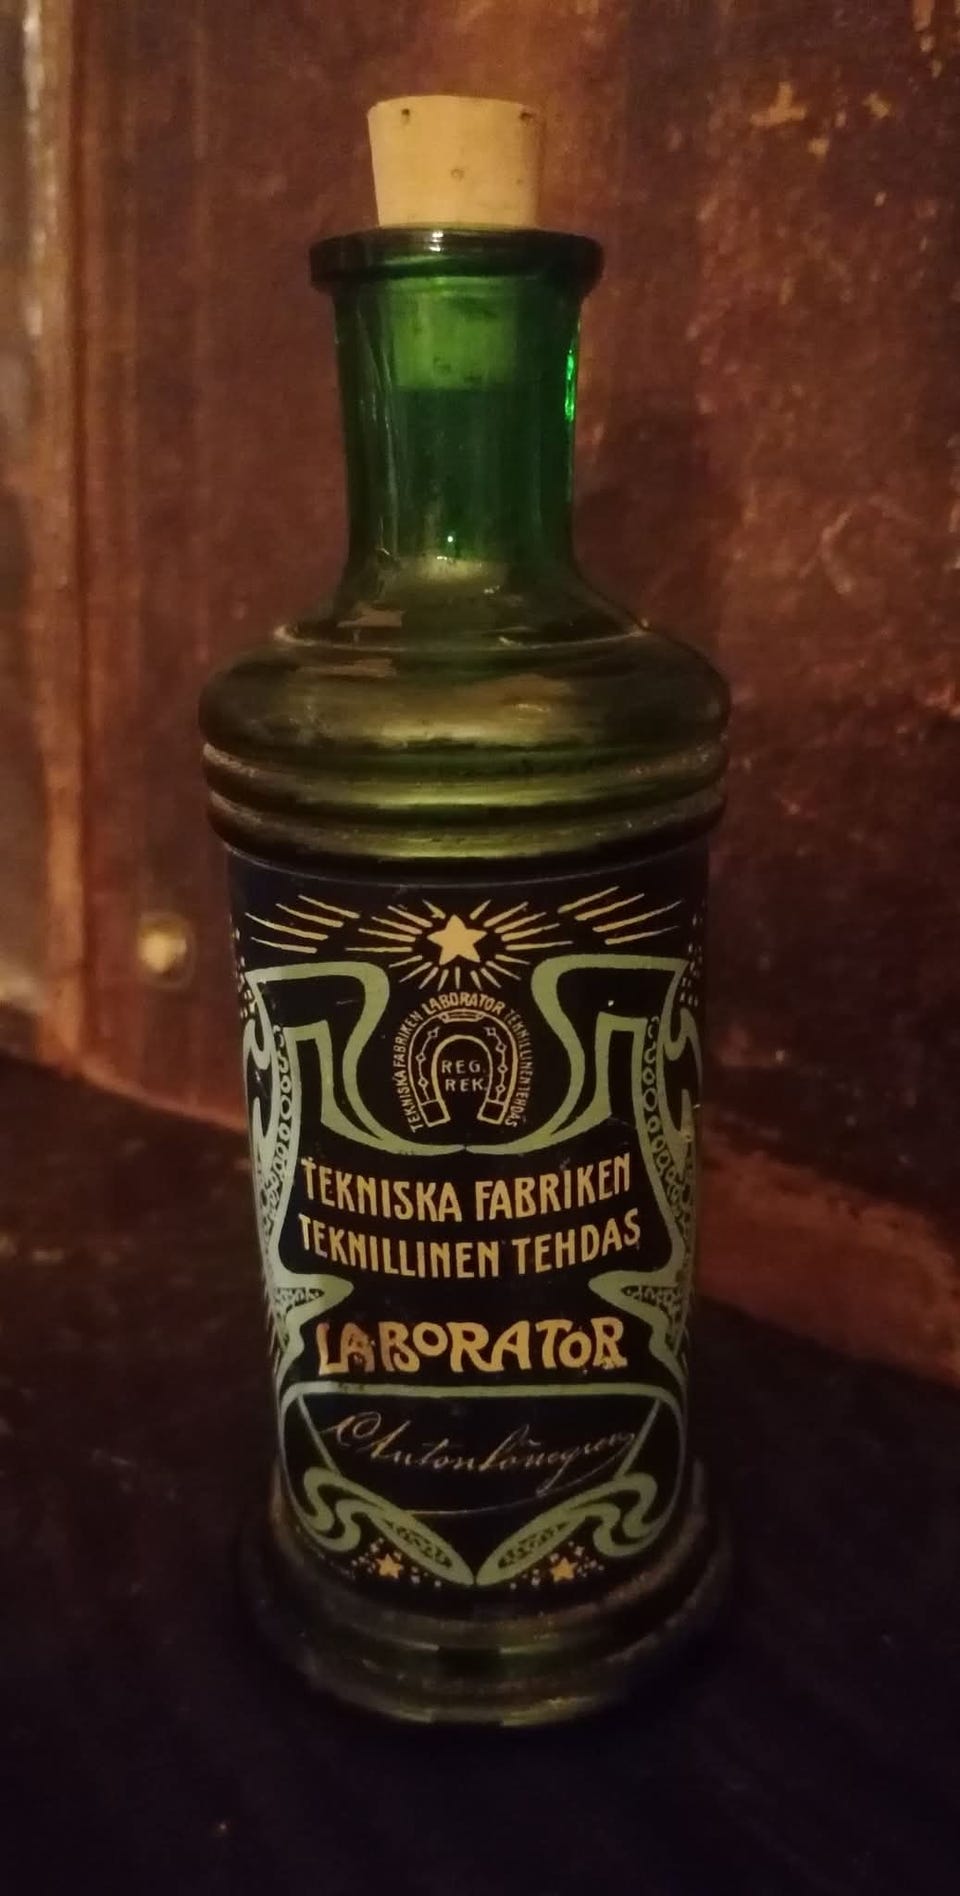 TEKNISKA FABRIKEN LABORATOR TEKNILLINEN TEHDAS
REG.
REK.
TEKNISKA FABRIKEN
TEKNILLINEN TEHDAS
LABORATOR